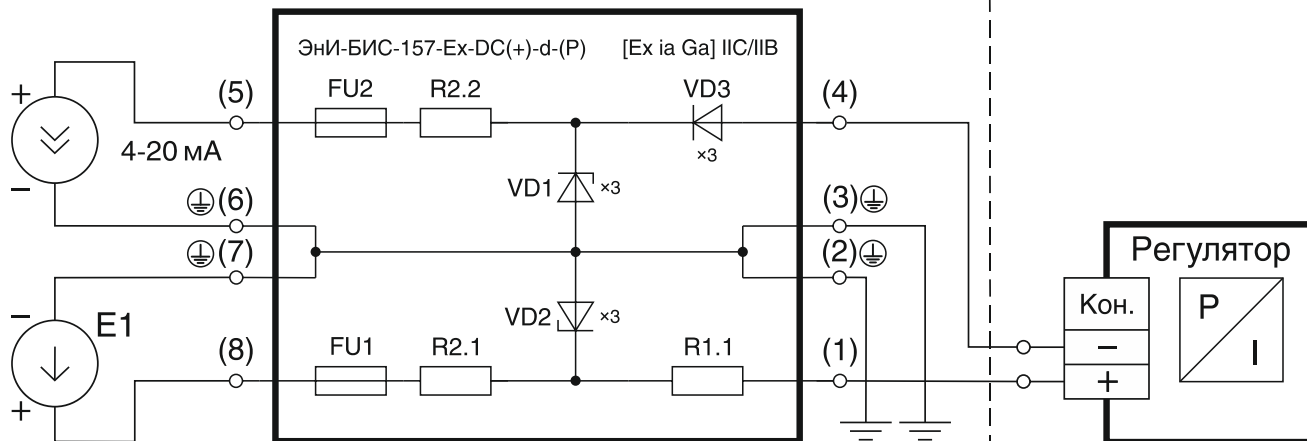 ЭнИ-БИС-157-Ex-DC(+)-d-(P) [Ex ia Ga] IIC/IIB
+
(5)
FU2
R2.2
VD3
(4)
4-20 мА
×3
−
VD1
×3
(6)
(3)
(7)
(2)
Регулятор
−
E1
VD2
×3
Кон.
P
I
(8)
FU1
R2.1
R1.1
(1)
−
+
+